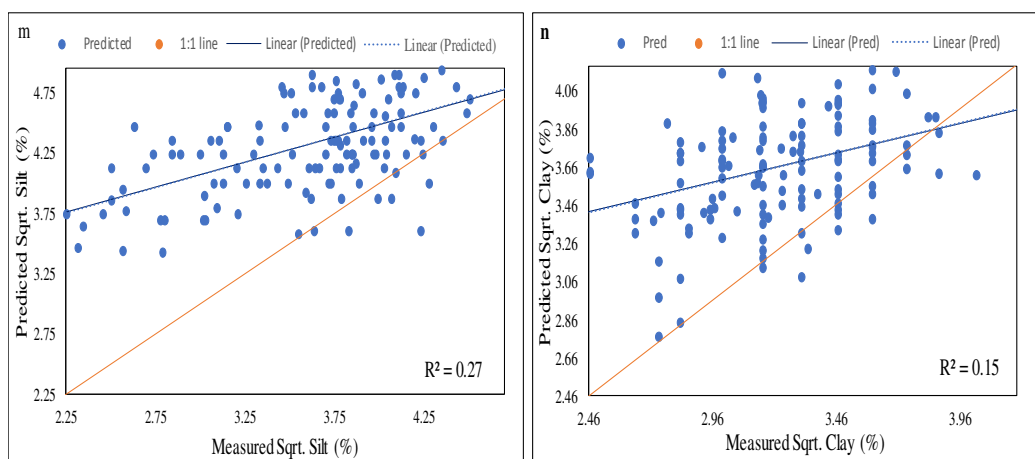 m
Predicted 1:1 line Linear (Predicted) Linear (Predicted)
4.75
4.25
3.75
3.25
2.75
2.25
2.25 2.75 3.25 3.75 4.25
Predicted Sqrt. Silt (%)
Measured Sqrt. Silt (%)
R² = 0.27
n
Pred 1:1 line Linear (Pred) Linear (Pred)
4.06
3.86
3.66
3.46
3.26
3.06
2.86
2.66
2.46
2.46 2.96 3.46 3.96
Predicted Sqrt. Clay (%)
Measured Sqrt. Clay (%)
R² = 0.15